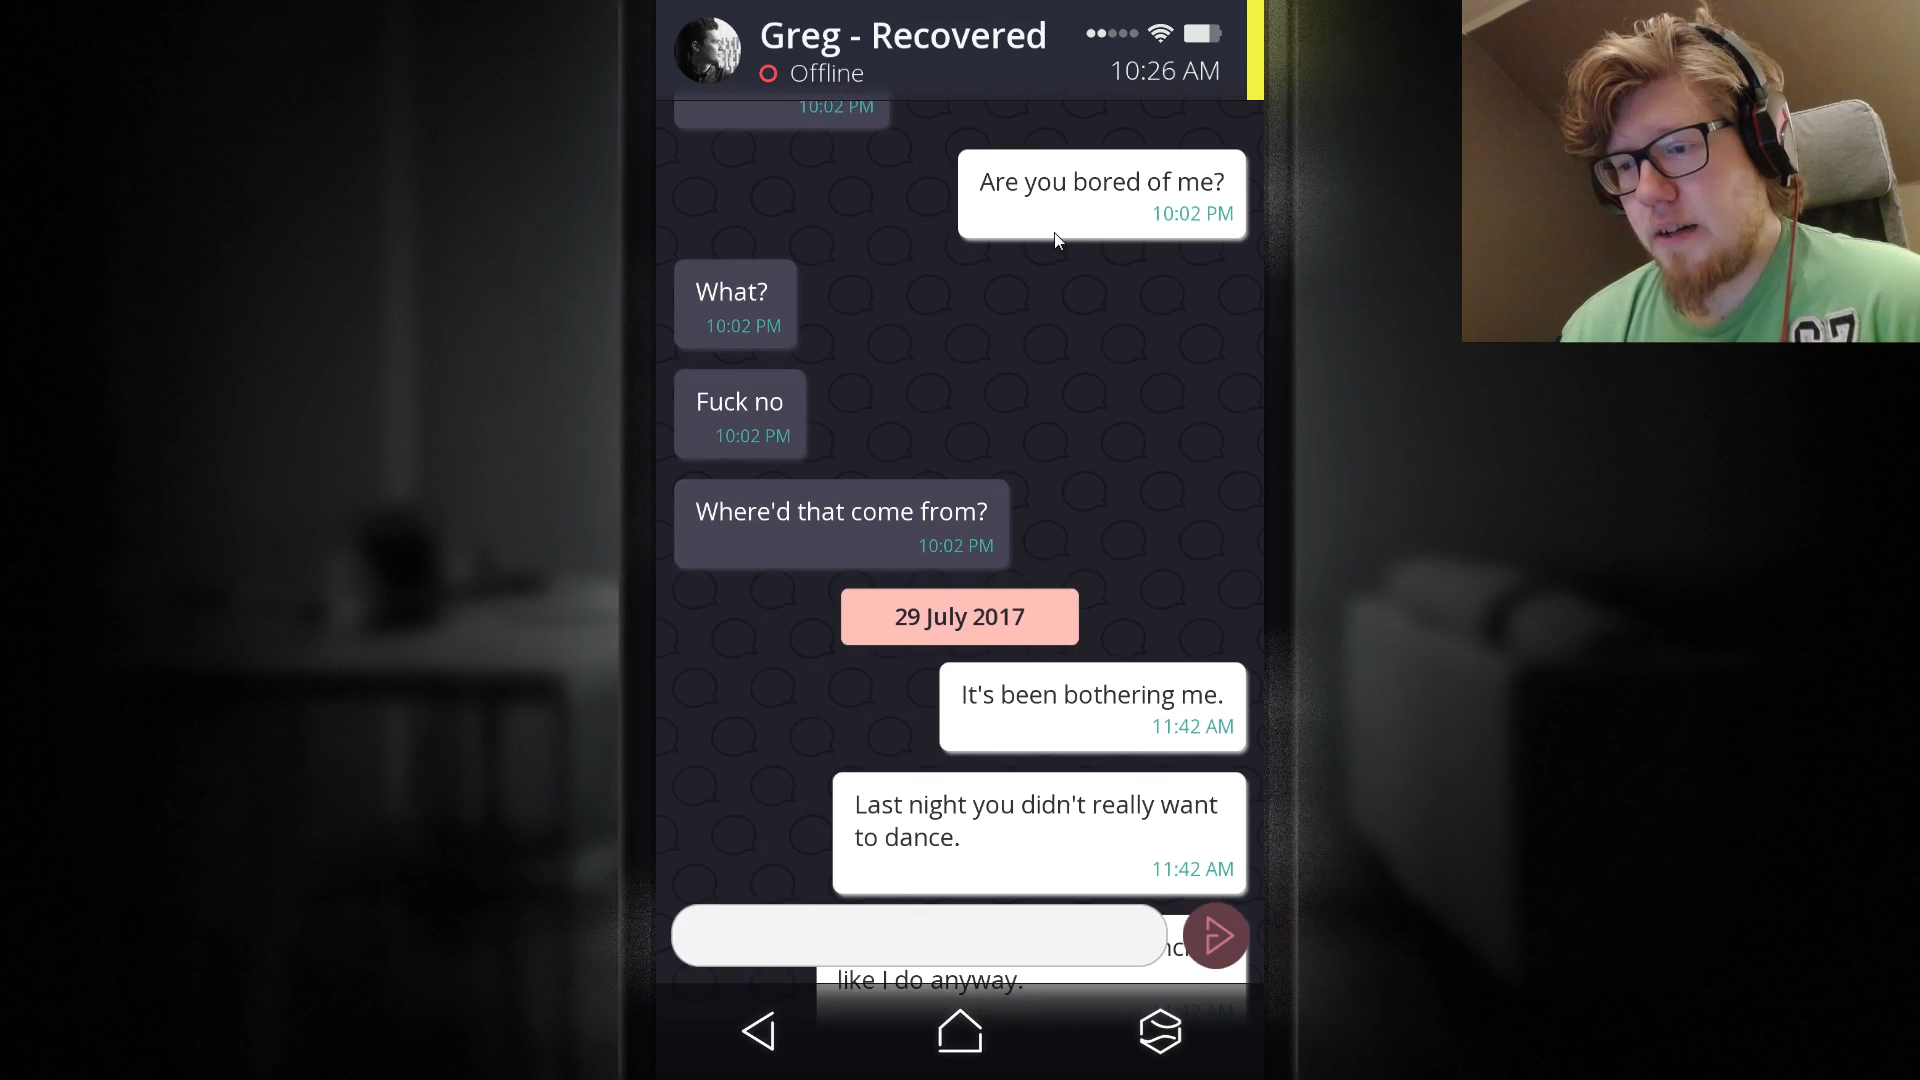 Greg - Recovered
Offline
10:26 AM
10:02 PM
Are you bored of me?
10:02 PM
What?
10:02 PM
Fuck no
10:02 PM
Where'd that come from?
10:02 PM
29 July 2017
It's been bothering me.
11:42 AM
Last night you didn't really want
to dance.
11:42 AM
like I do anyway.